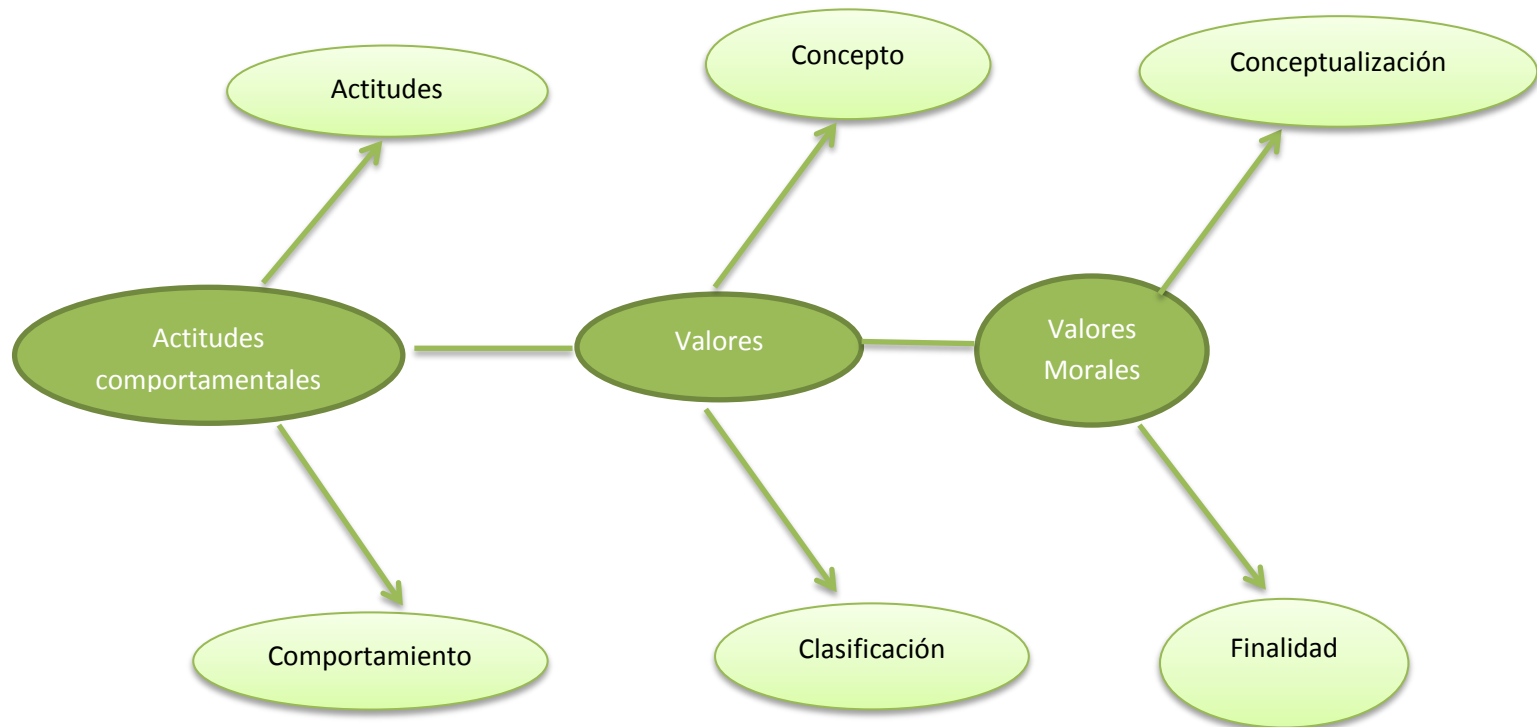 Actitudes
Concepto
Conceptualización
Actitudes
comportamentales
Valores
Valores
Morales
Comportamiento
Clasificación
Finalidad